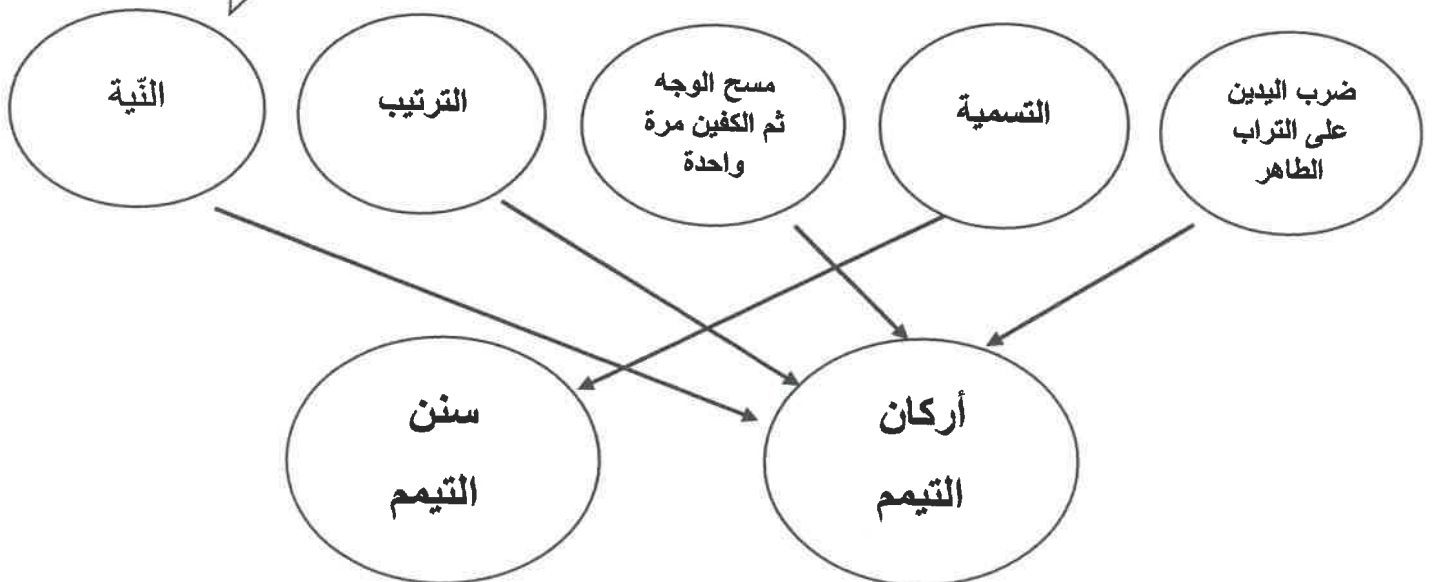 ضرب اليدين
على التراب
الطاهر
التسمية
مسح الوجه
ثم الكفين مرة
واحدة
الترتيب
النّية
أركان
التيمم
سنن
التيمم